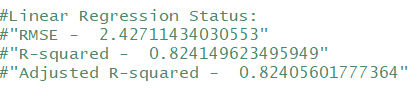 #Linear Regression Status:
#"RMSE -  2.42711434030553"
#"R-squared -  0.824149623495949"
#"Adjusted R-squared -  0.82405601777364"